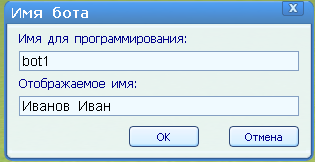 Имя бота
Имя для программирования:
bot1
Отображаемое имя:
Иванов Иван
OK Отмена